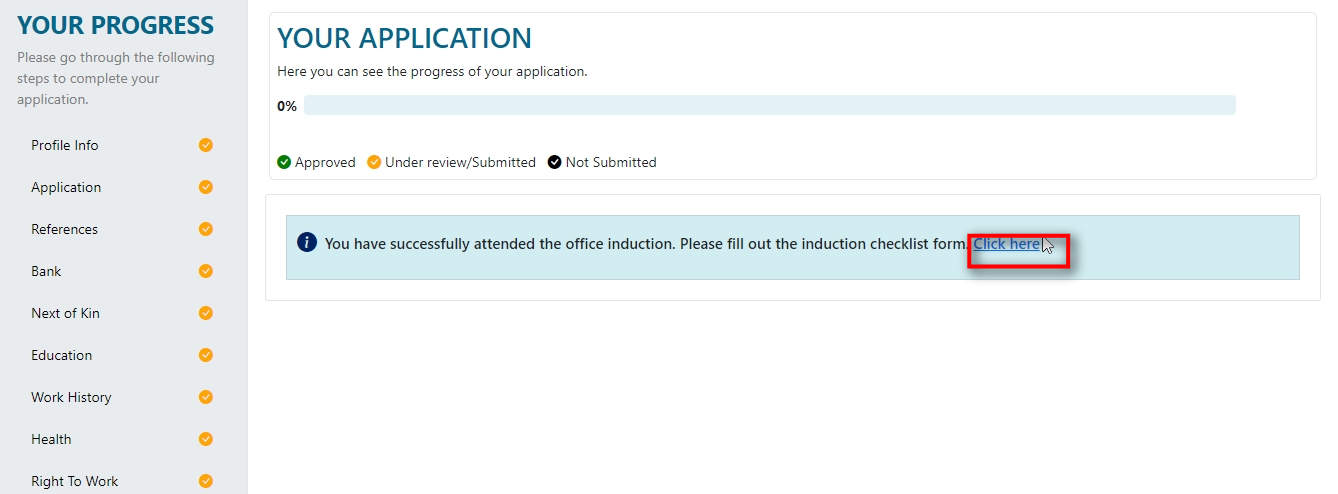 YOUR PROGRESS
Please go through the following
steps to complete your
application.
Profile Info
Application
References
Bank
Next of Kin
Education
Work History
Health
Right To Work
YOUR APPLICATION
Here you can see the progress of your application.
0%
Approved Under review/Submitted Not Submitted
You have successfully attended the office induction. Please fill out the induction checklist form. Click here